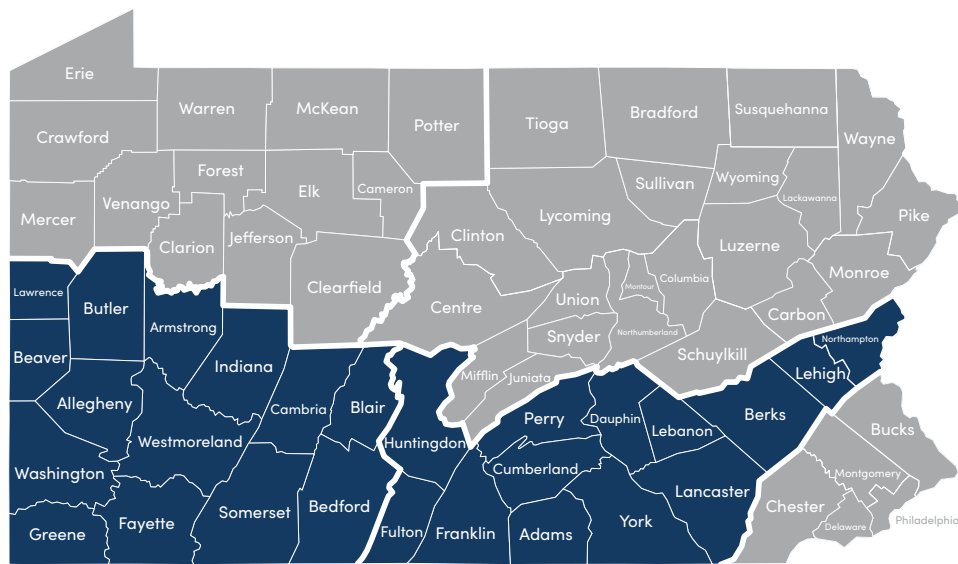 Erie
Warren
McKean
Potter
Tioga
Bradford
Susquehanna
Wayne
Crawford
Forest
Elk
Cameron
Sullivan
Wyoming
Lackawanna
Mercer
Venango
Clarion
Jefferson
Clinton
Lycoming
Luzerne
Pike
Clearfield
Centre
Union
Montour
Columbia
Monroe
Lawrence
Butler
Armstrong
Snyder
Northumberland
Carbon
Northampton
Beaver
Indiana
Schuylkill
Lehigh
Allegheny
Cambria
Blair
Mifflin
Juniata
Perry
Dauphin
Lebanon
Berks
Bucks
Westmoreland
Huntingdon
Washington
Cumberland
Montgomery
Greene
Fayette
Somerset
Bedford
Fulton
Franklin
Adams
York
Lancaster
Chester
Delaware
Philadelphia